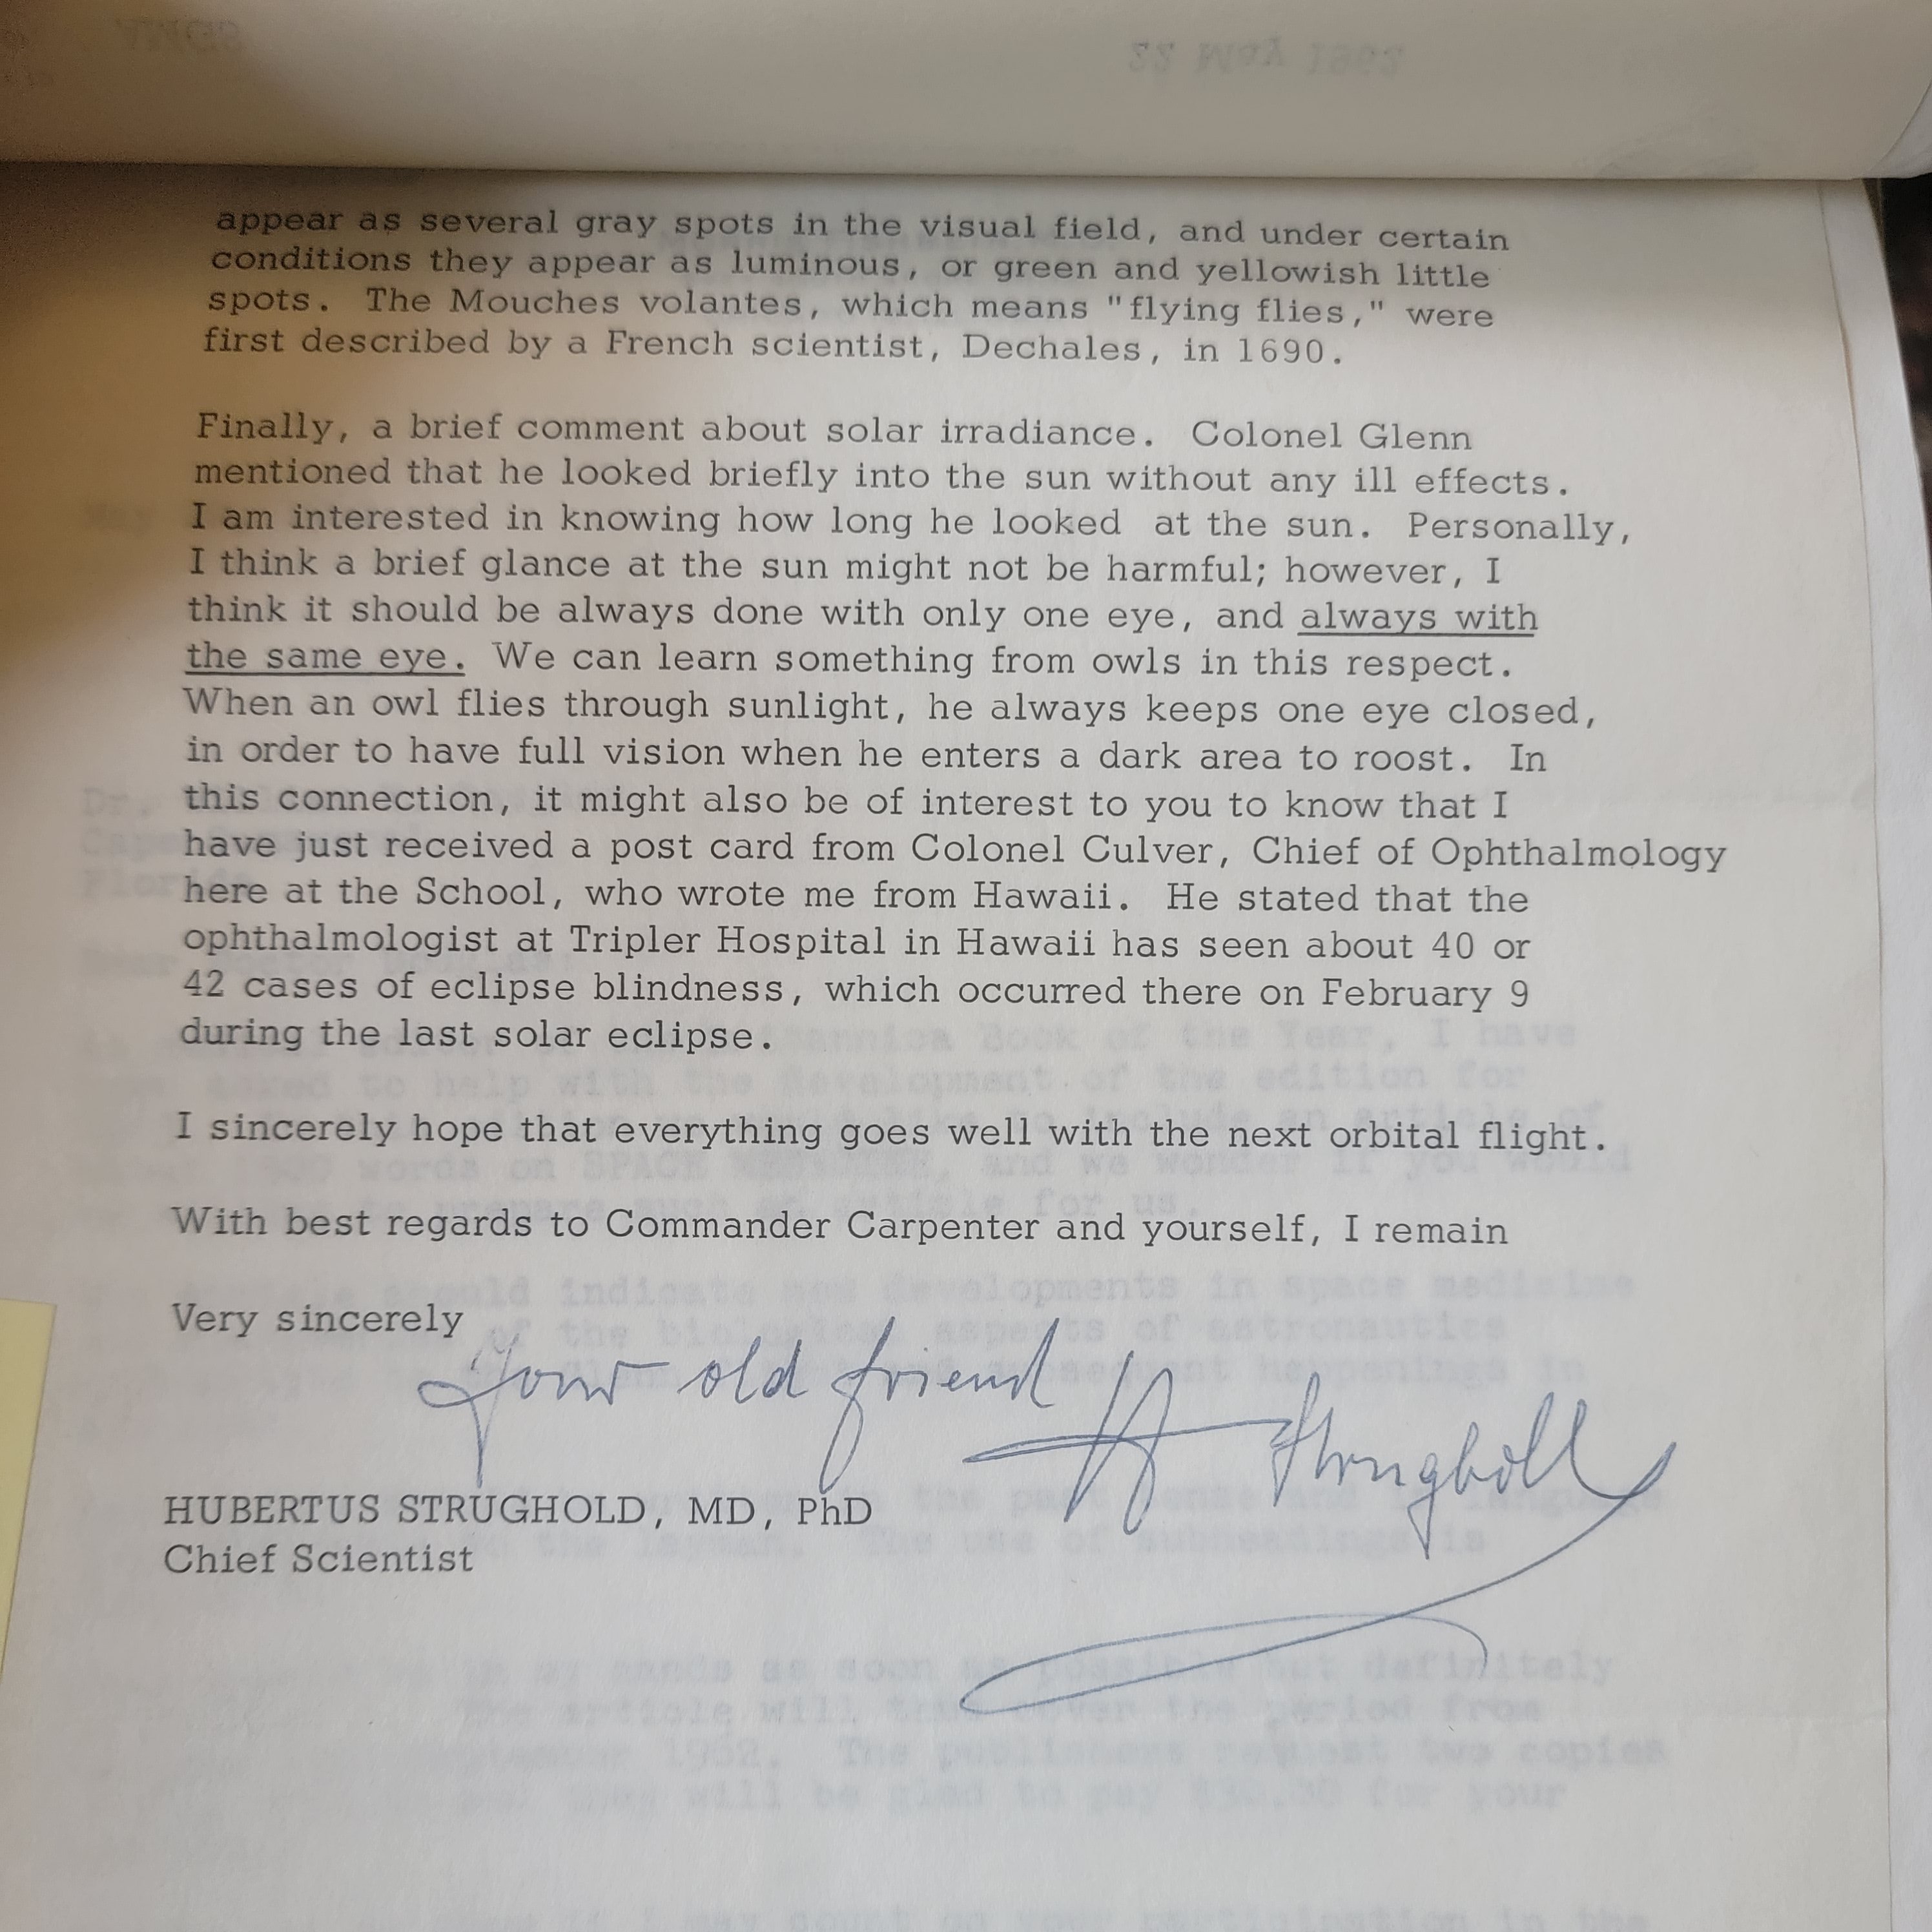 22 May 1962
appear as several gray spots in the visual field, and under certain
conditions they appear as luminous, or green and yellowish little
spots. The Mouches volantes, which means "flying flies," were
first described by a French scientist, Dechales, in 1690.
Finally, a brief comment about solar irradiance. Colonel Glenn
mentioned that he looked briefly into the sun without any ill effects.
I am interested in knowing how long he looked at the sun. Personally,
I think a brief glance at the sun might not be harmful; however, I
think it should be always done with only one eye, and always with
the same eye. We can learn something from owls in this respect.
When an owl flies through sunlight, he always keeps one eye closed,
in order to have full vision when he enters a dark area to roost. In
this connection, it might also be of interest to you to know that I
have just received a post card from Colonel Culver, Chief of Ophthalmology
here at the School, who wrote me from Hawaii. He stated that the
ophthalmologist at Tripler Hospital in Hawaii has seen about 40 or
42 cases of eclipse blindness, which occurred there on February 9
during the last solar eclipse.
I sincerely hope that everything goes well with the next orbital flight.
With best regards to Commander Carpenter and yourself, I remain
Very sincerely
Your old friend
H Strughold
HUBERTUS STRUGHOLD, MD, PhD
Chief Scientist